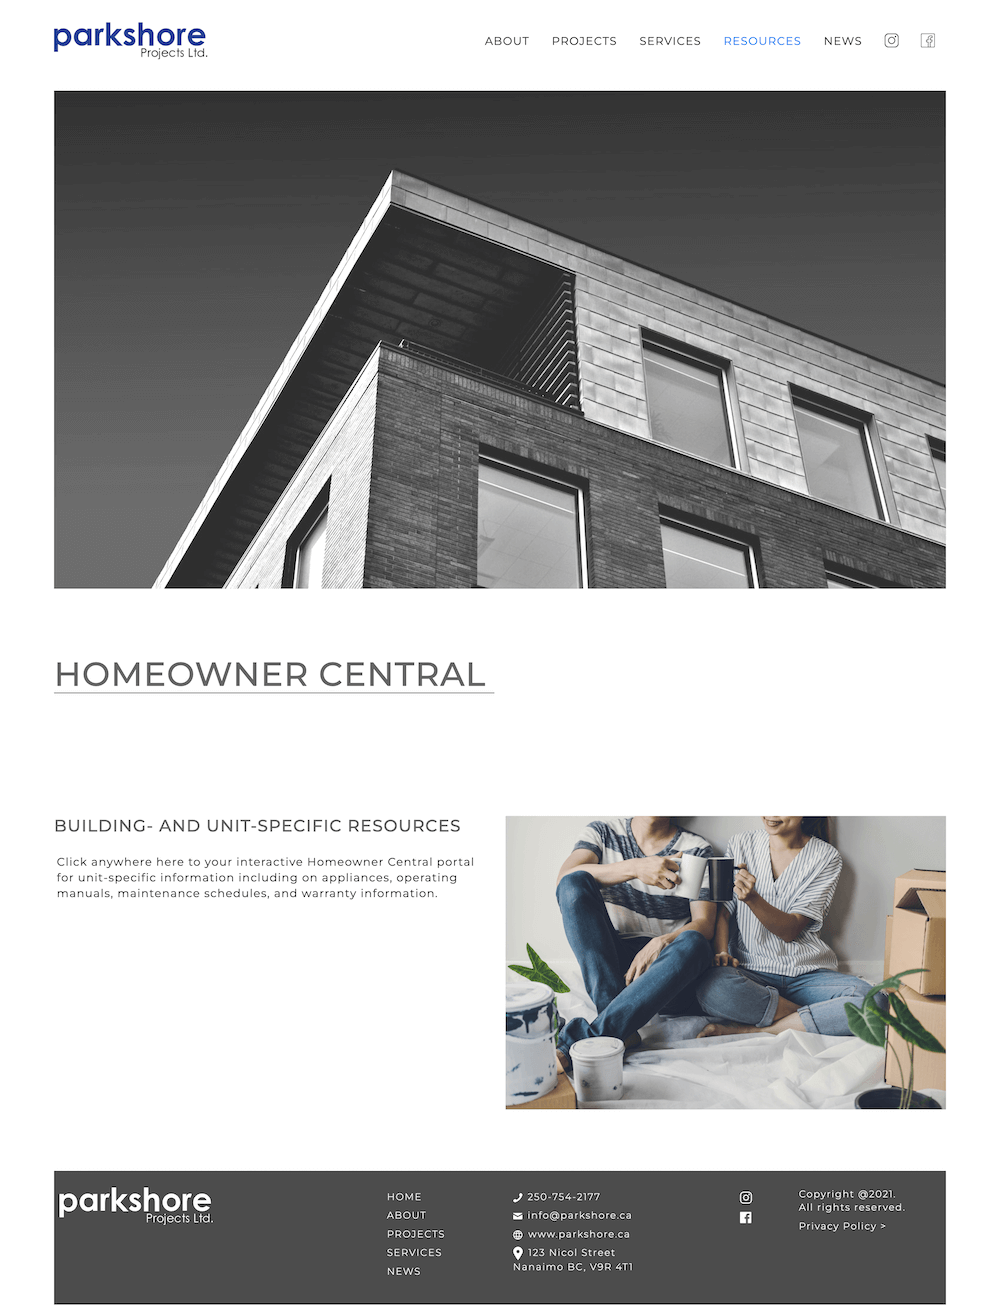 parkshore
Projects Ltd.
ABOUT PROJECTS SERVICES RESOURCES NEWS
HOMEOWNER CENTRAL
BUILDING- AND UNIT-SPECIFIC RESOURCES
Click anywhere here to your interactive Homeowner Central portal
for unit-specific information including on appliances, operating
manuals, maintenance schedules, and warranty information.
parkshore
Projects Ltd.
HOME
ABOUT
PROJECTS
SERVICES
NEWS
250-754-2177
info@parkshore.ca
www.parkshore.ca
123 Nicol Street
Nanaimo BC, V9R 4T1
Copyright @2021.
All rights reserved.
Privacy Policy >